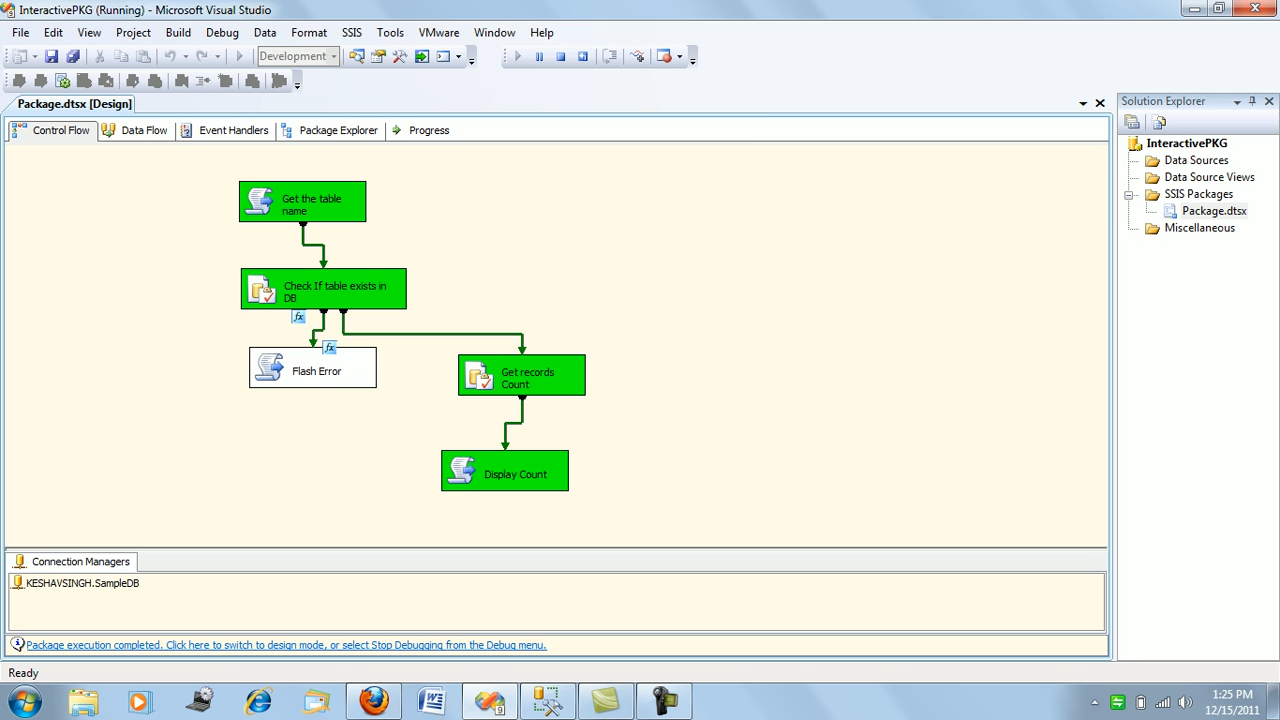 InteractivePKG (Running) - Microsoft Visual Studio
File Edit View Project Build Debug Data Format SSIS Tools VMware Window Help
Development
Package.dtsx [Design]
Control Flow Data Flow Event Handlers Package Explorer Progress
Get the table
name
Check If table exists in
DB
fx
fx
Flash Error
Get records
Count
Display Count
Connection Managers
KESHAVSINGH.SampleDB
Package execution completed. Click here to switch to design mode, or select Stop Debugging from the Debug menu.
Ready
Solution Explorer
InteractivePKG
Data Sources
Data Source Views
SSIS Packages
Package.dtsx
Miscellaneous
1:25 PM
12/15/2011